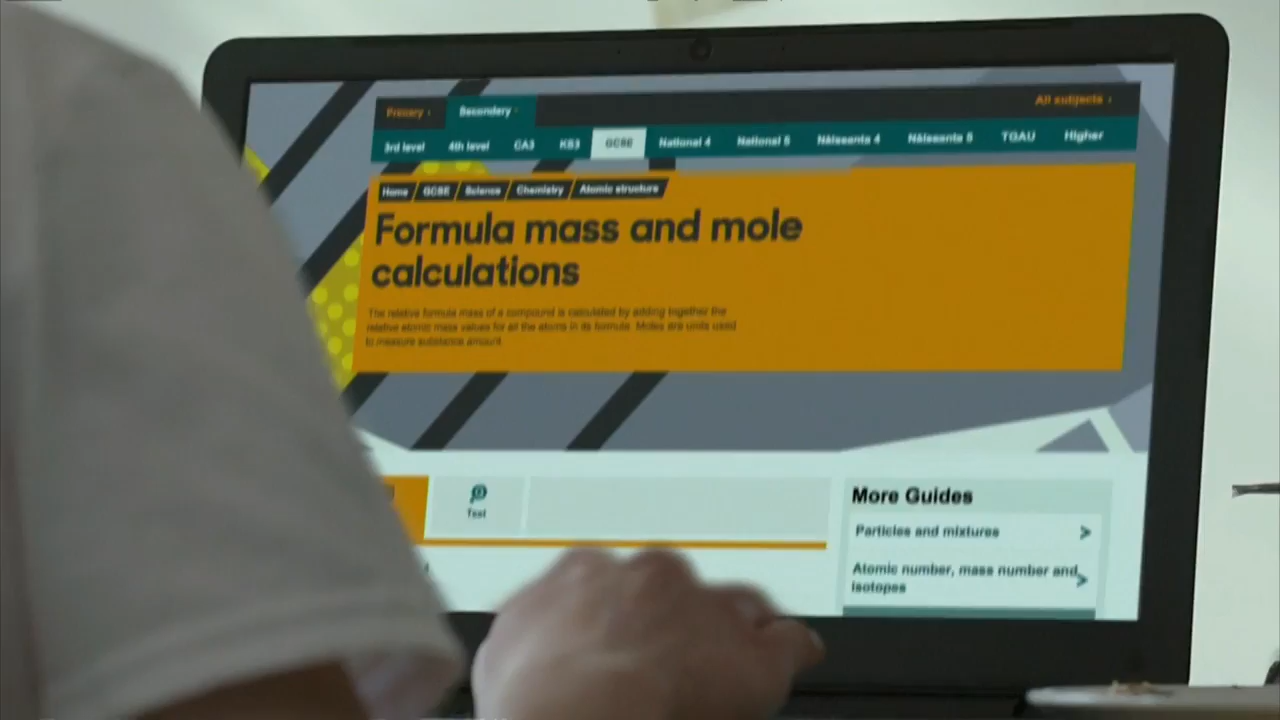 Primary
Secondary
All subjects
3rd level 4th level CA3 KS3 GCSE National 4 National 5 Nàiseanta 4 Nàiseanta 5 TGAU Higher
Home GCSE Science Chemistry Atomic structure
Formula mass and mole
calculations
The relative formula mass of a compound is calculated by adding together the
relative atomic mass values for all the atoms in its formula. Moles are units used
to measure substance amount.
Test
More Guides
Particles and mixtures
Atomic number, mass number and
isotopes